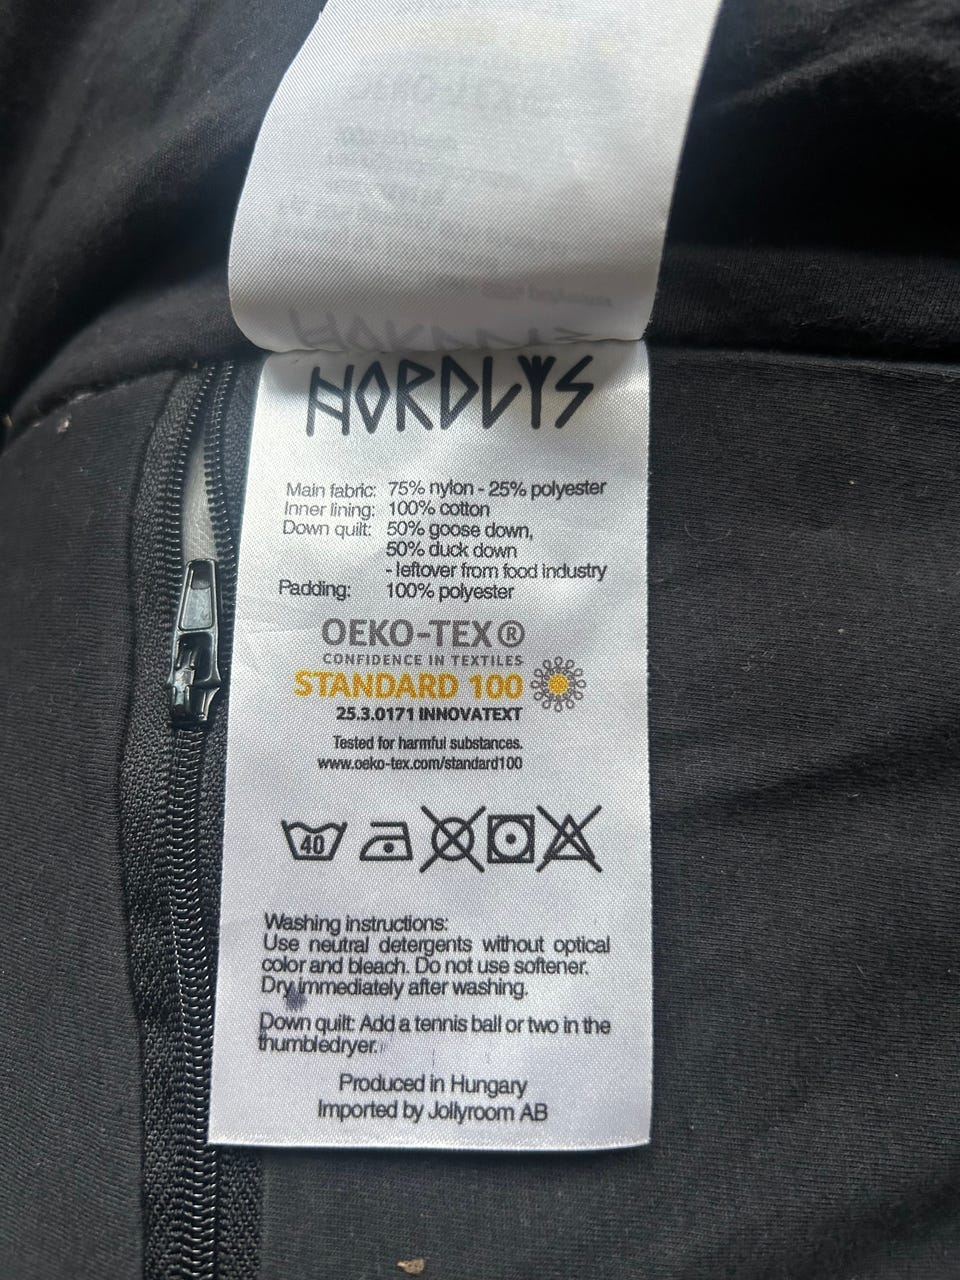 NORDLYS
Main fabric: 75% nylon - 25% polyester
Inner lining: 100% cotton
Down quilt: 50% goose down,
50% duck down
- leftover from food industry
Padding: 100% polyester
OEKO-TEX®
CONFIDENCE IN TEXTILES
STANDARD 100
25.3.0171 INNOVATEXT
Tested for harmful substances.
www.oeko-tex.com/standard100
40
Washing instructions:
Use neutral detergents without optical
color and bleach. Do not use softener.
Dry immediately after washing.
Down quilt: Add a tennis ball or two in the
thumbledryer.
Produced in Hungary
Imported by Jollyroom AB